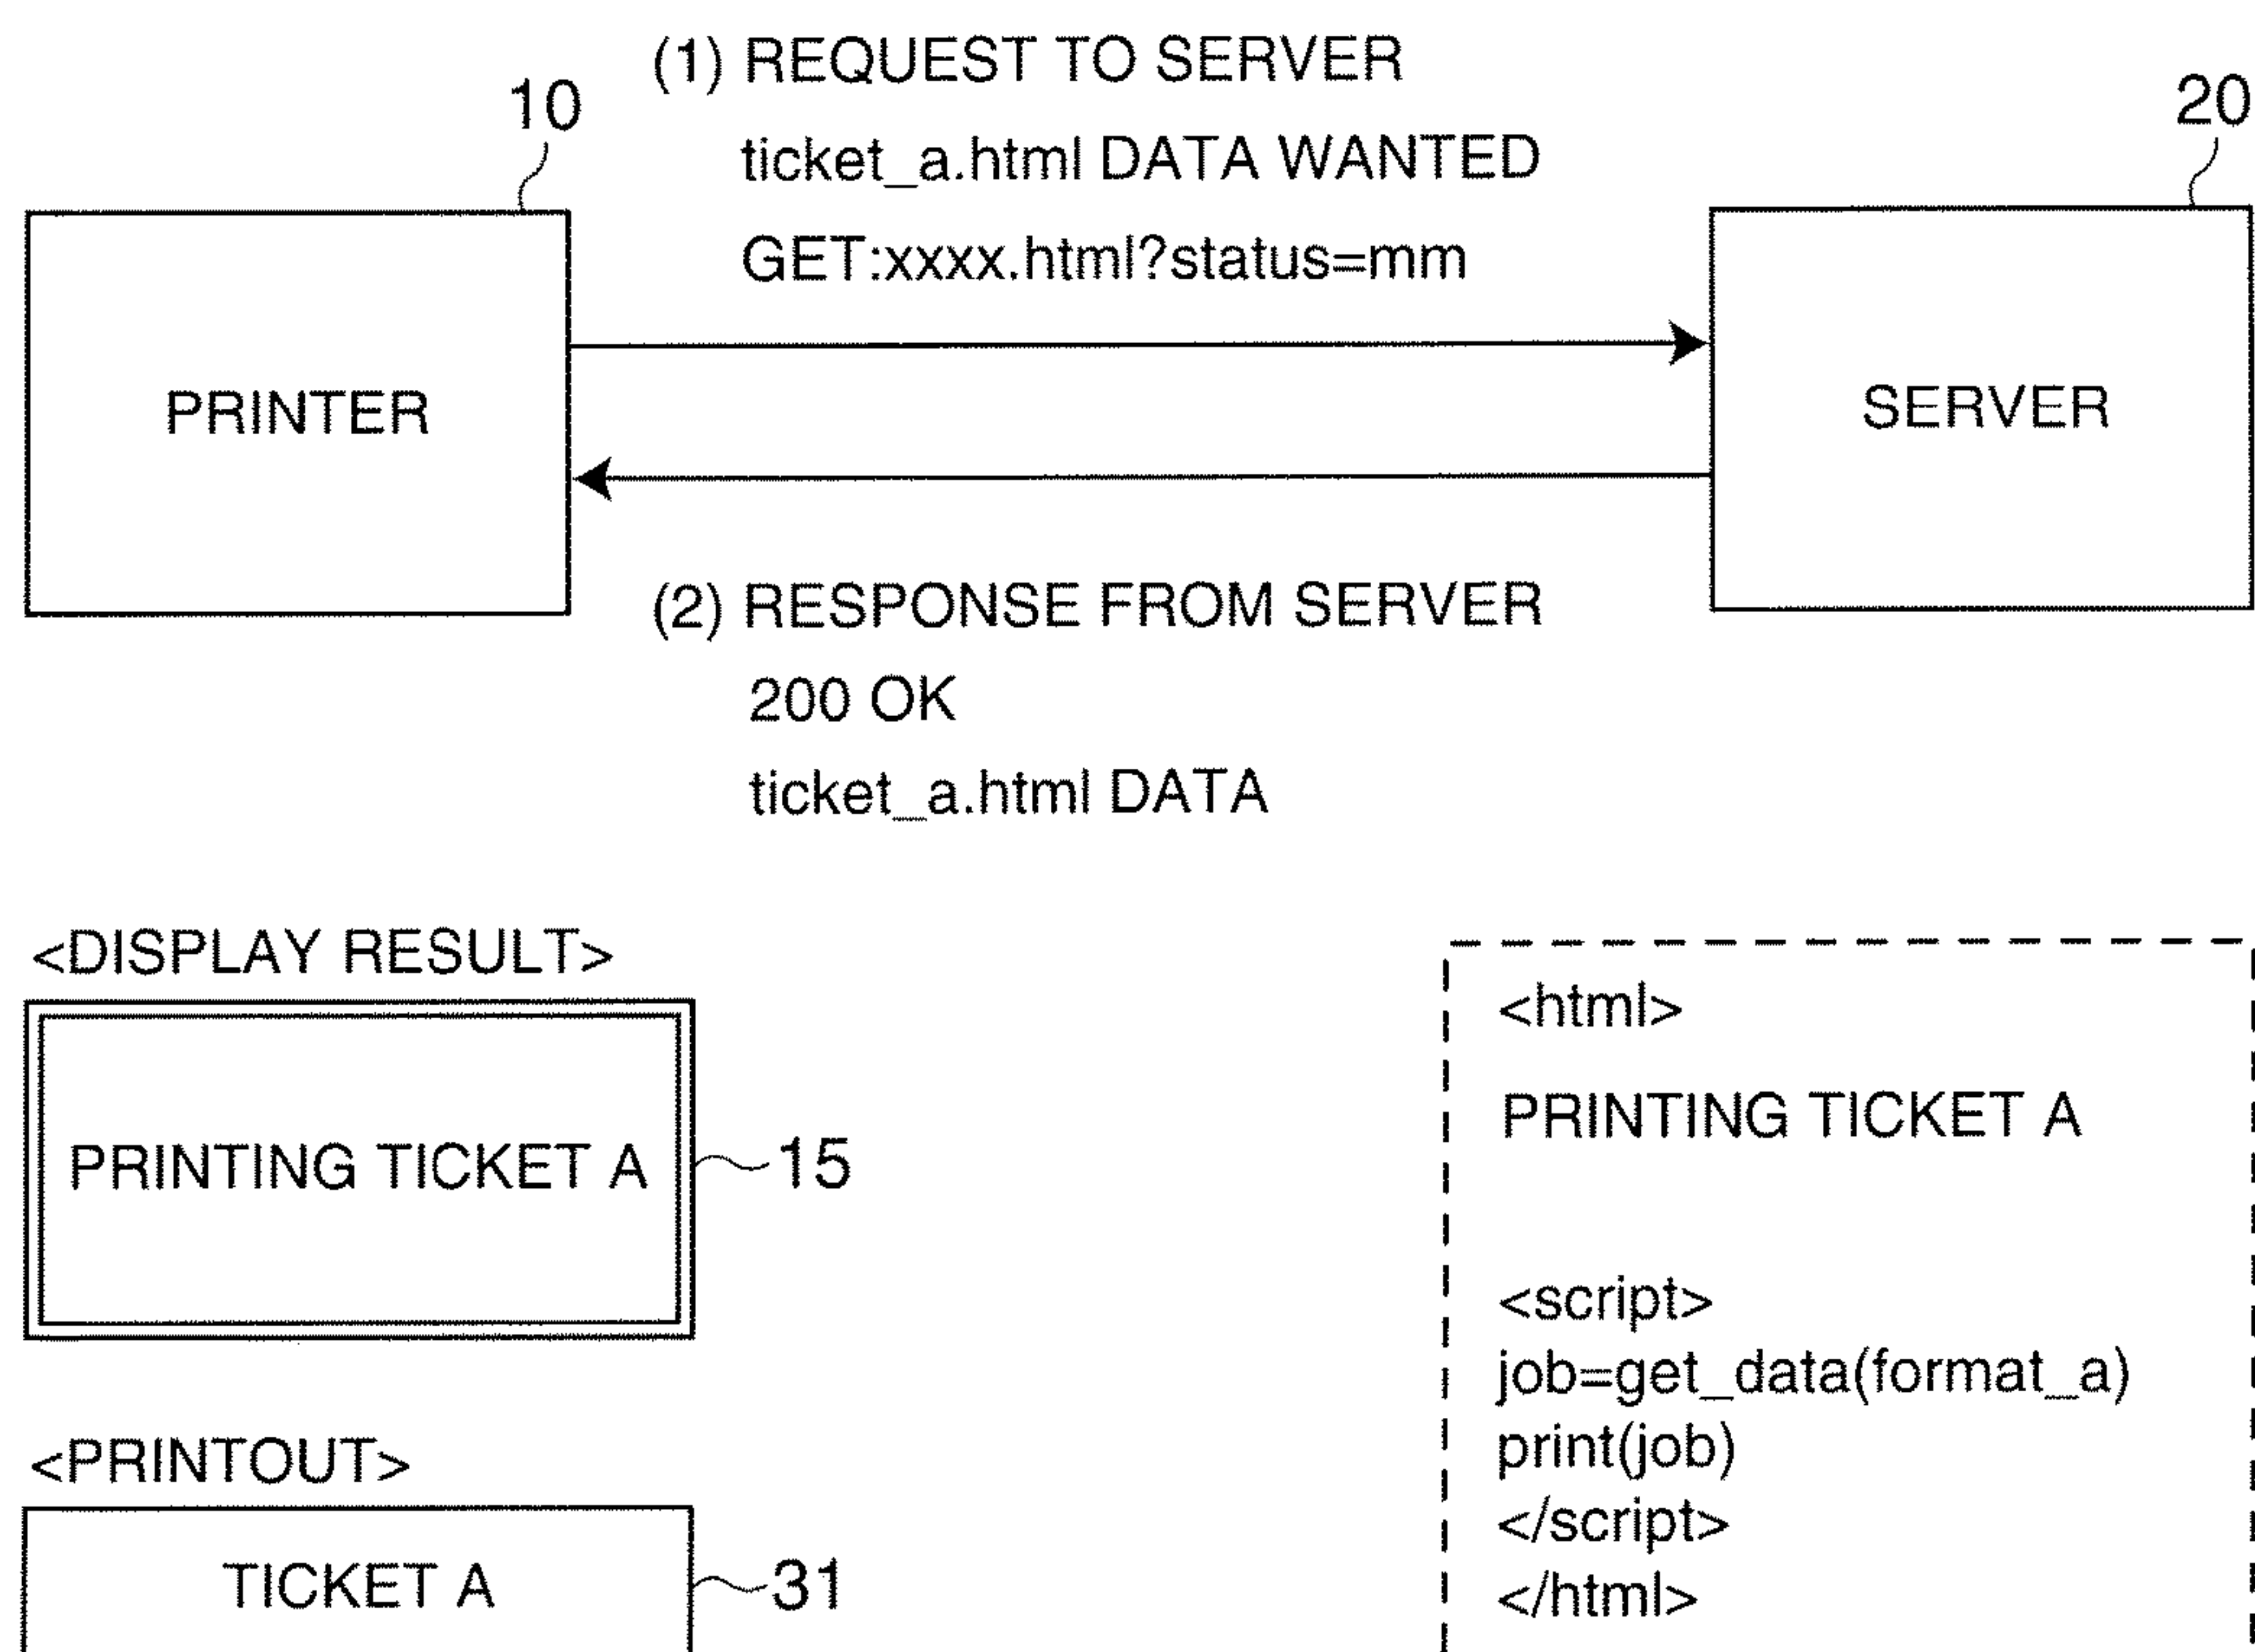 (1) REQUEST TO SERVER
10
20
ticket_a.html DATA WANTED
GET:xxxx.html?status=mm
PRINTER
SERVER
(2) RESPONSE FROM SERVER
200 OK
ticket_a.html DATA
<DISPLAY RESULT>
PRINTING TICKET A
15
<PRINTOUT>
TICKET A
31
<html>
PRINTING TICKET A
<script>
job=get_data(format_a)
print(job)
</script>
</html>